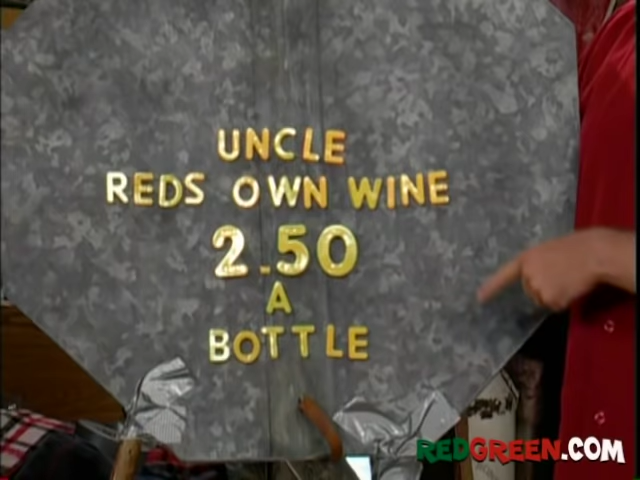 UNCLE
REDS OWN WINE
2.50
A
BOTTLE
REDGREEN.COM